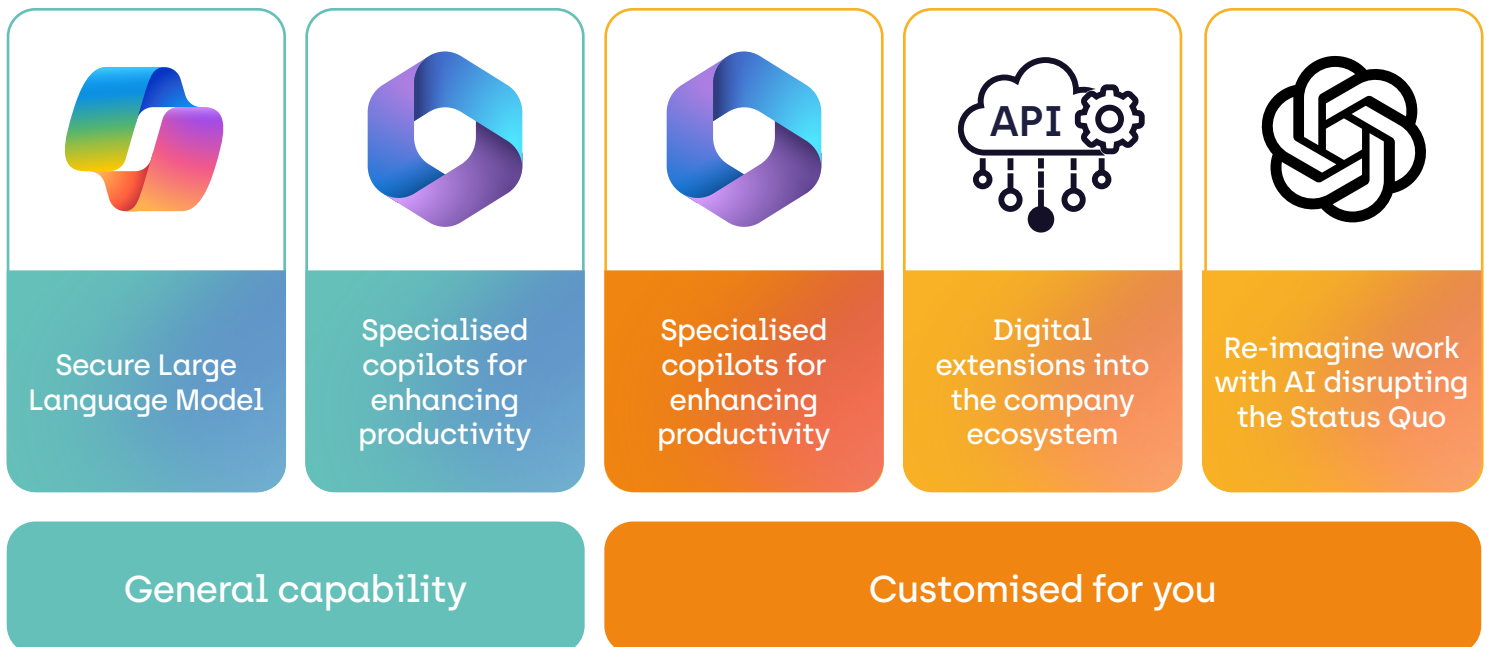 Secure Large
Language Model
Specialised
copilots for
enhancing
productivity
Specialised
copilots for
enhancing
productivity
API
Digital
extensions into
the company
ecosystem
Re-imagine work
with AI disrupting
the Status Quo
General capability
Customised for you